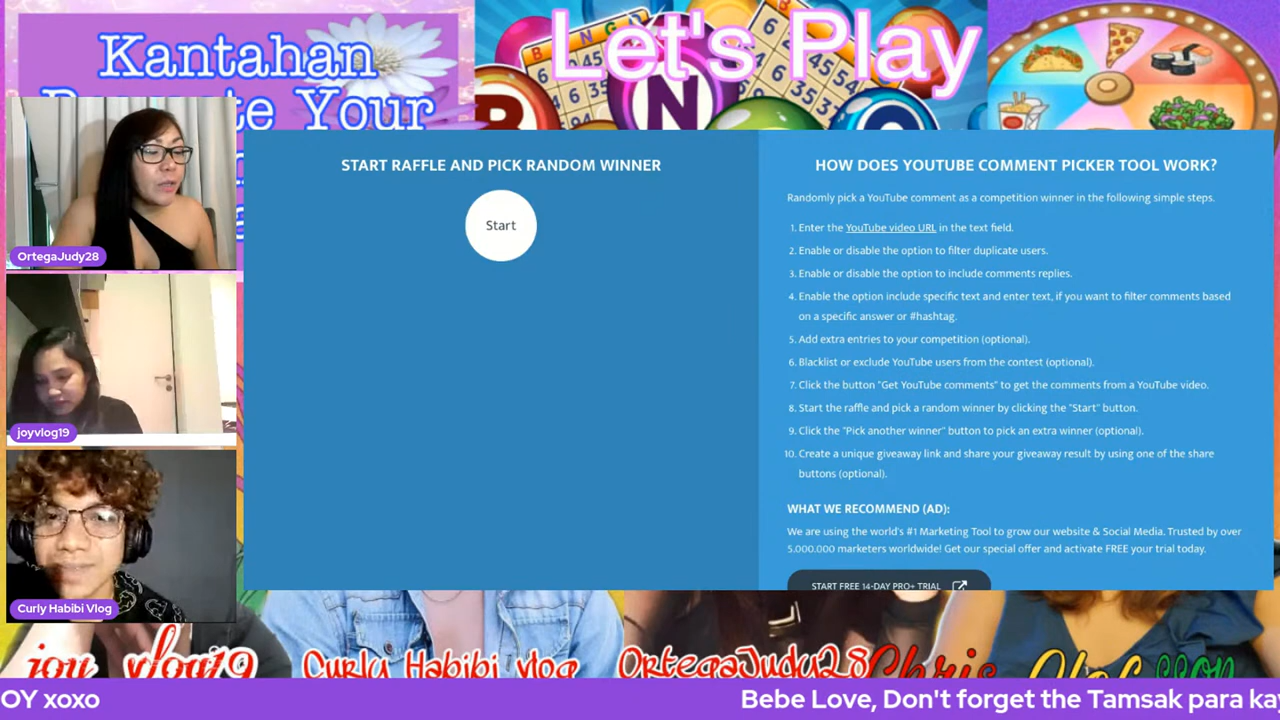 Kantahan
Let's Play
te Your
B I N G
N
START RAFFLE AND PICK RANDOM WINNER
Start
HOW DOES YOUTUBE COMMENT PICKER TOOL WORK?
Randomly pick a YouTube comment as a competition winner in the following simple steps.
1. Enter the YouTube video URL in the text field.
2. Enable or disable the option to filter duplicate users.
3. Enable or disable the option to include comments replies.
4. Enable the option include specific text and enter text, if you want to filter comments based
on a specific answer or #hashtag.
5. Add extra entries to your competition (optional).
6. Blacklist or exclude YouTube users from the contest (optional).
7. Click the button "Get YouTube comments" to get the comments from a YouTube video.
8. Start the raffle and pick a random winner by clicking the "Start" button.
9. Click the "Pick another winner" button to pick an extra winner (optional).
10. Create a unique giveaway link and share your giveaway result by using one of the share
buttons (optional).
WHAT WE RECOMMEND (AD):
We are using the world's #1 Marketing Tool to grow our website & Social Media. Trusted by over
5.000.000 marketers worldwide! Get our special offer and activate FREE your trial today.
START FREE 14-DAY PRO+ TRIAL
OrtegaJudy28
joyvlog19
Curly Habibi Vlog
joy vlog19
Curly Habibi vlog
OrtegaJudy28
Chris
OY xoxo
Bebe Love, Don't forget the Tamsak para kay